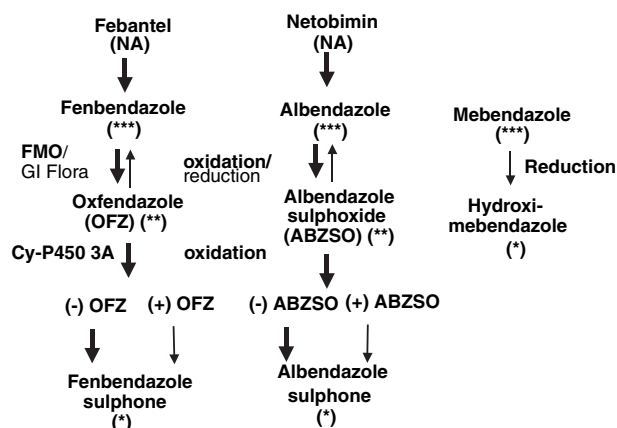 Febantel
(NA)
Netobimin
(NA)
Fenbendazole
(***)
Albendazole
(***)
Mebendazole
(***)
FMO/
GI Flora
oxidation/
reduction
Reduction
Oxfendazole
(OFZ) (**)
Albendazole
sulphoxide
(ABZSO) (**)
Hydroxi-
mebendazole
(*)
Cy-P450 3A
oxidation
(-) OFZ
(+) OFZ
(-) ABZSO
(+) ABZSO
Fenbendazole
sulphone
(*)
Albendazole
sulphone
(*)